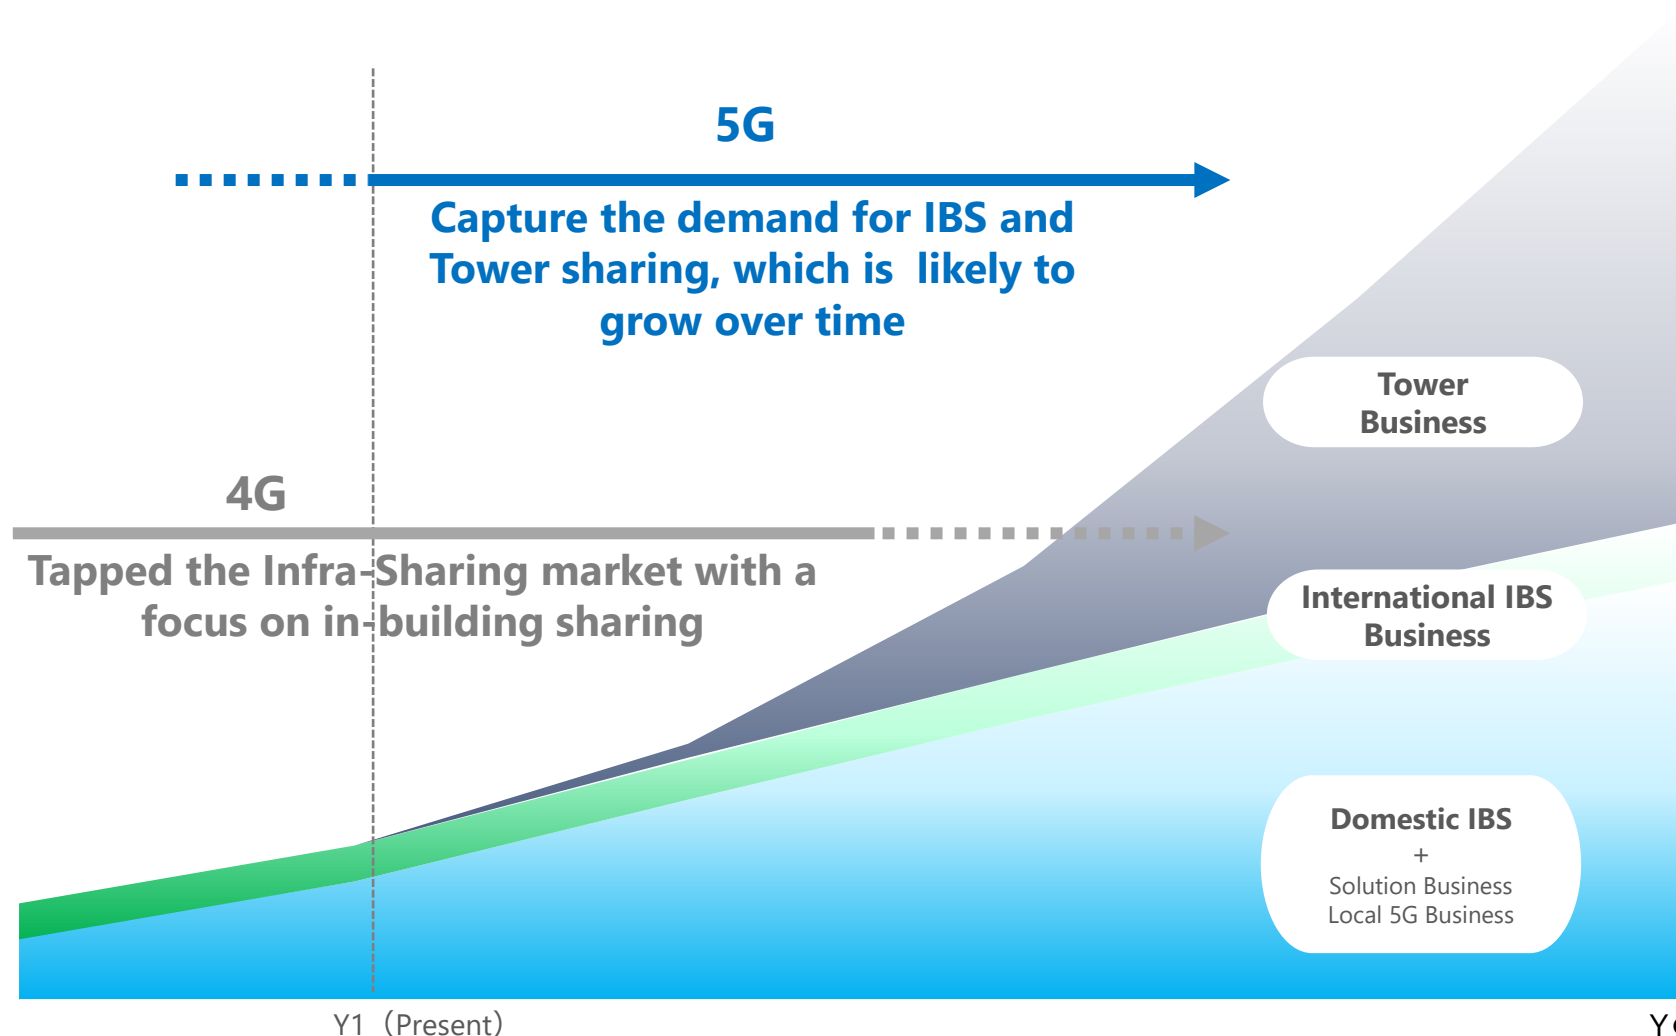 5G
Capture the demand for IBS and
Tower sharing, which is likely to
grow over time
Tower
Business
4G
Tapped the Infra-Sharing market with a
focus on in-building sharing
International IBS
Business
Domestic IBS
+
Solution Business
Local 5G Business
Y1（Present）